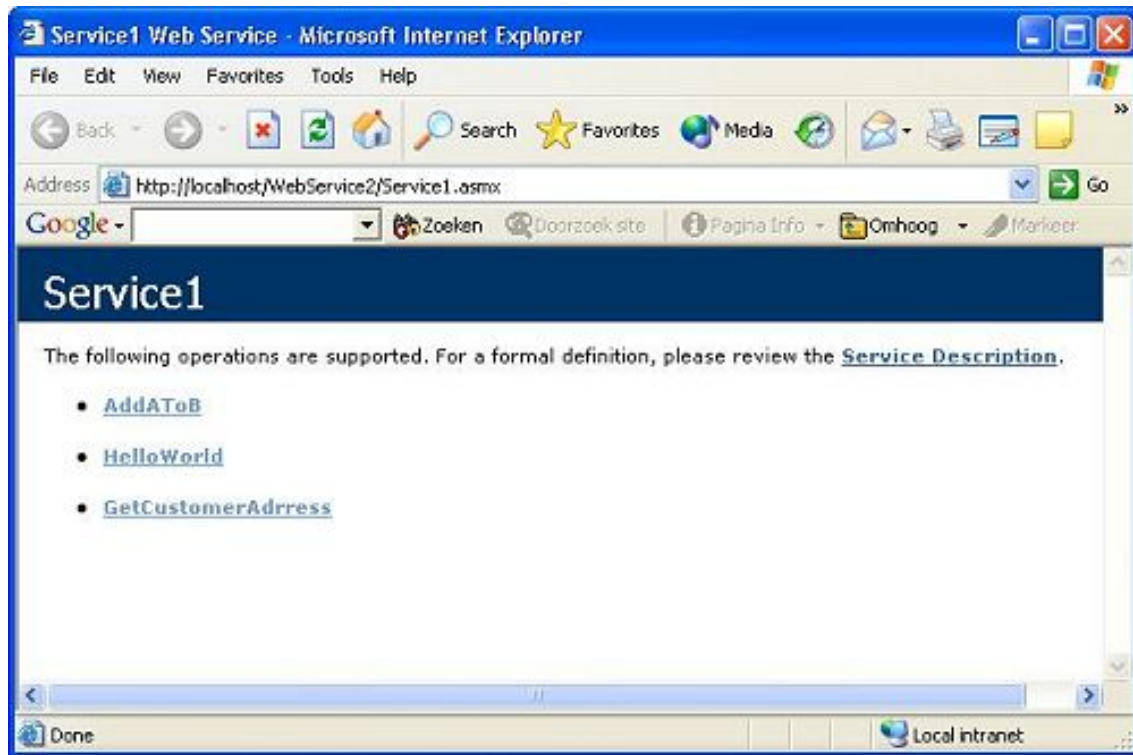 Service1 Web Service - Microsoft Internet Explorer
File Edit View Favorites Tools Help
Back Search Favorites Media »
Address http://localhost/WebService2/Service1.asmx Go
Google Zoeken Doorzoek site Pagina Info Omhoog Markeer
Service1
The following operations are supported. For a formal definition, please review the Service Description.
• AddAToB
• HelloWorld
• GetCustomerAdrress
Done Local intranet